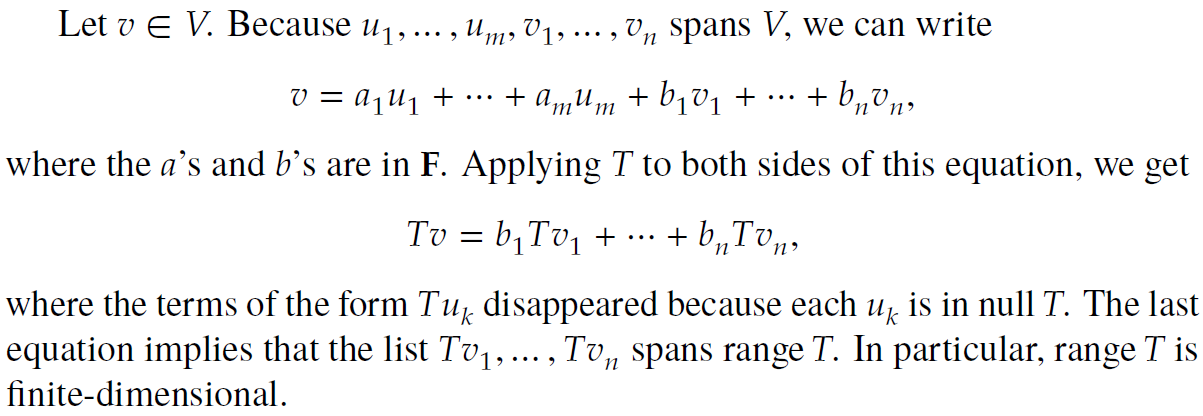 Let v ∈ V. Because u₁, … , uₘ, v₁, … , vₙ spans V, we can write
v = a₁u₁ + ⋯ + aₘuₘ + b₁v₁ + ⋯ + bₙvₙ,
where the a’s and b’s are in F. Applying T to both sides of this equation, we get
Tv = b₁Tv₁ + ⋯ + bₙTvₙ,
where the terms of the form Tuₖ disappeared because each uₖ is in null T. The last
equation implies that the list Tv₁, … , Tvₙ spans range T. In particular, range T is
finite-dimensional.